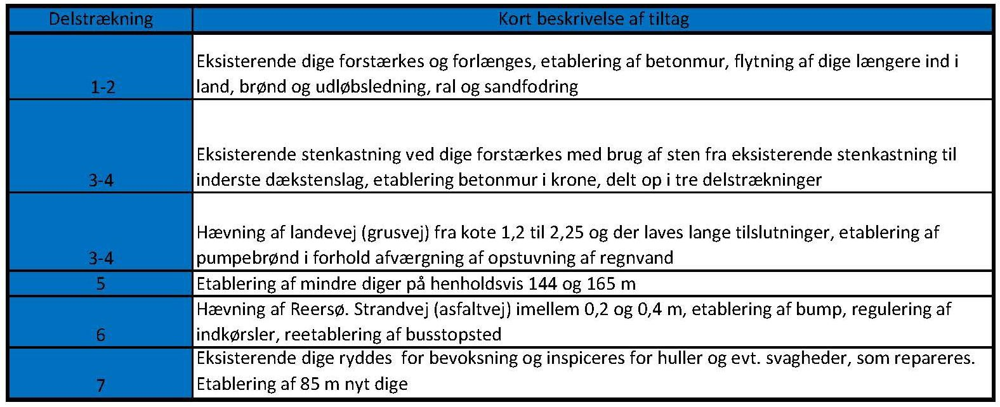 Delstrækning
Kort beskrivelse af tiltag
1-2
Eksisterende dige forstærkes og forlænges, etablering af betonmur, flytning af dige længere ind i
land, brønd og udløbsledning, ral og sandfodring
3-4
Eksisterende stenkastning ved dige forstærkes med brug af sten fra eksisterende stenkastning til
inderste dækstenslag, etablering betonmur i krone, delt op i tre delstrækninger
3-4
Hævning af landevej (grusvej) fra kote 1,2 til 2,25 og der laves lange tilslutninger, etablering af
pumpebrønd i forhold afværgning af opstuvning af regnvand
5
Etablering af mindre diger på henholdsvis 144 og 165 m
6
Hævning af Reersø. Strandvej (asfaltvej) imellem 0,2 og 0,4 m, etablering af bump, regulering af
indkørsler, reetablering af busstopsted
7
Eksisterende dige ryddes  for bevoksning og inspiceres for huller og evt. svagheder, som repareres.
Etablering af 85 m nyt dige